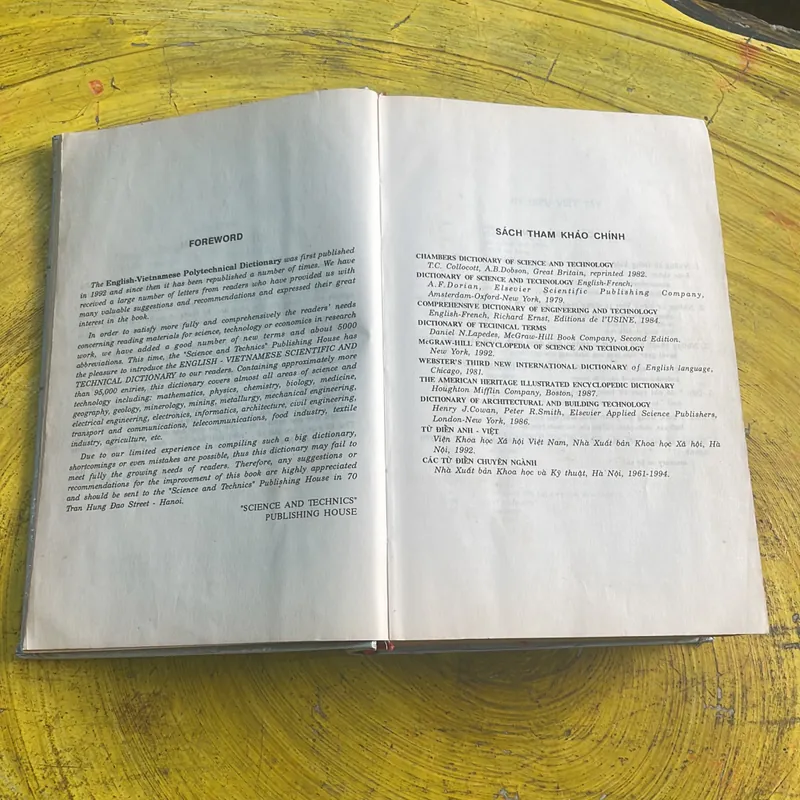 FOREWORD
The English-Vietnamese Polytechnical Dictionary was first published
in 1992 and since then it has been republished a number of times. We have
received a large number of letters from readers who have provided us with
many valuable suggestions and recommendations and expressed their great
interest in the book.
In order to satisfy more fully and comprehensively the readers' needs
concerning reading materials for science, technology or economics in research
work, we have added a good number of new terms and about 5000
abbreviations. This time, the "Science and Technics" Publishing House has
the pleasure to introduce the ENGLISH - VIETNAMESE SCIENTIFIC AND
TECHNICAL DICTIONARY to our readers. Containing approximately more
than 95,000 entries, this dictionary covers almost all areas of science and
technology including: mathematics, physics, chemistry, biology, medicine,
geography, geology, minerology, mining, metallurgy, mechanical engineering,
electrical engineering, electronics, informatics, architecture, civil engineering,
transport and communications, telecommunications, food industry, textile
industry, agriculture, etc.
Due to our limited experience in compiling such a big dictionary,
shortcomings or even mistakes are possible, thus this dictionary may fail to
meet fully the growing needs of readers. Therefore, any suggestions or
recommendations for the improvement of this book are highly appreciated
and should be sent to the "Science and Technics" Publishing House in 70
Tran Hung Dao Street - Hanoi.
"SCIENCE AND TECHNICS"
PUBLISHING HOUSE
SÁCH THAM KHẢO CHÍNH
CHAMBERS DICTIONARY OF SCIENCE AND TECHNOLOGY
T.C. Collocott, A.B.Dobson, Great Britain, reprinted 1982.
DICTIONARY OF SCIENCE AND TECHNOLOGY English-French,
A.F.Dorian, Elsevier Scientific Publishing Company,
Amsterdam-Oxford-New York, 1979.
COMPREHENSIVE DICTIONARY OF ENGINEERING AND TECHNOLOGY
English-French, Richard Ernst, Editions de l'USINE, 1984.
DICTIONARY OF TECHNICAL TERMS
Daniel N.Lapedes, McGraw-Hill Book Company, Second Edition.
McGRAW-HILL ENCYCLOPEDIA OF SCIENCE AND TECHNOLOGY
New York, 1992.
WEBSTER'S THIRD NEW INTERNATIONAL DICTIONARY of English language,
Chicago, 1981.
THE AMERICAN HERITAGE ILLUSTRATED ENCYCLOPEDIC DICTIONARY
Houghton Mifflin Company, Boston, 1987.
DICTIONARY OF ARCHITECTURAL AND BUILDING TECHNOLOGY
Henry J.Cowan, Peter R.Smith, Elsevier Applied Science Publishers,
London-New York, 1986.
TỪ ĐIỂN ANH - VIỆT
Viện Khoa học Xã hội Việt Nam, Nhà Xuất bản Khoa học Xã hội, Hà
Nội, 1992.
CÁC TỪ ĐIỂN CHUYÊN NGÀNH
Nhà Xuất bản Khoa học và Kỹ thuật, Hà Nội, 1961-1994.